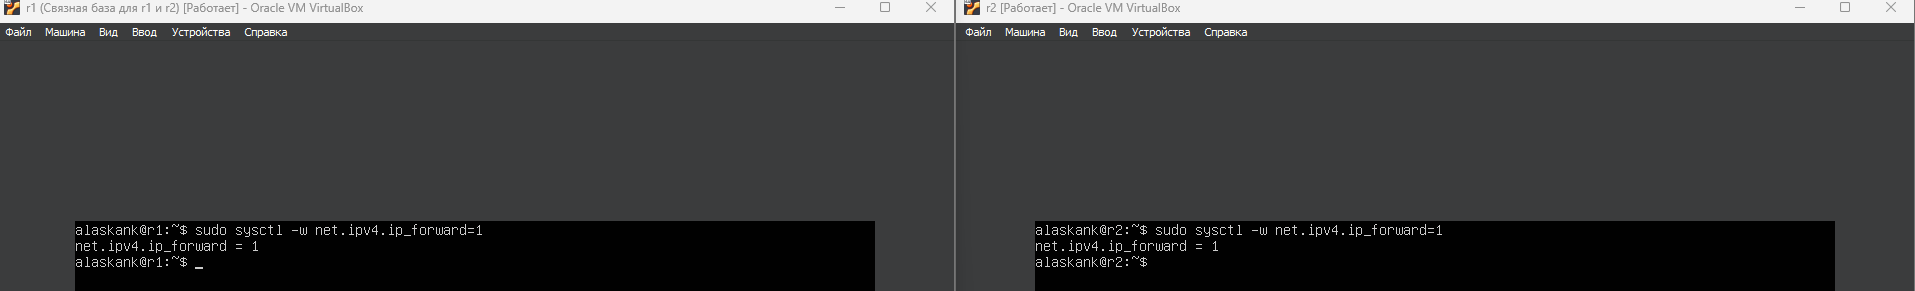 r1 (Связная база для r1 и r2) [Работает] - Oracle VM VirtualBox
Файл Машина Вид Ввод Устройства Справка
alaskank@r1:~$ sudo sysctl -w net.ipv4.ip_forward=1
net.ipv4.ip_forward = 1
alaskank@r1:~$ _
r2 [Работает] - Oracle VM VirtualBox
Файл Машина Вид Ввод Устройства Справка
alaskank@r2:~$ sudo sysctl -w net.ipv4.ip_forward=1
net.ipv4.ip_forward = 1
alaskank@r2:~$